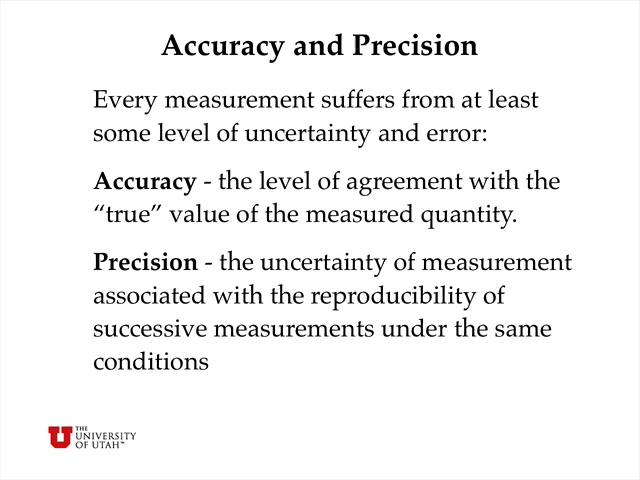 Accuracy and Precision
Every measurement suffers from at least
some level of uncertainty and error:
Accuracy - the level of agreement with the
“true” value of the measured quantity.
Precision - the uncertainty of measurement
associated with the reproducibility of
successive measurements under the same
conditions
U
THE
UNIVERSITY
OF UTAH™